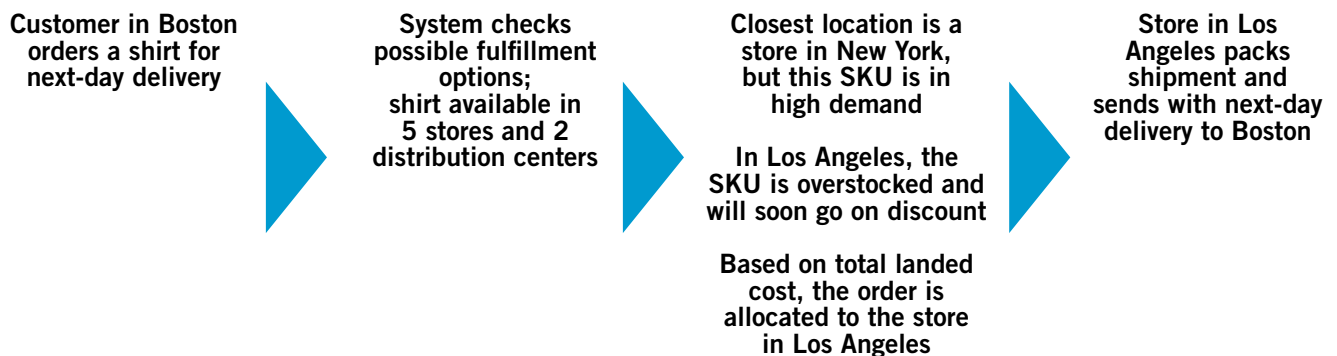 Customer in Boston
orders a shirt for
next-day delivery
System checks
possible fulfillment
options;
shirt available in
5 stores and 2
distribution centers
Closest location is a
store in New York,
but this SKU is in
high demand
In Los Angeles, the
SKU is overstocked and
will soon go on discount
Based on total landed
cost, the order is
allocated to the store
in Los Angeles
Store in Los
Angeles packs
shipment and
sends with next-day
delivery to Boston